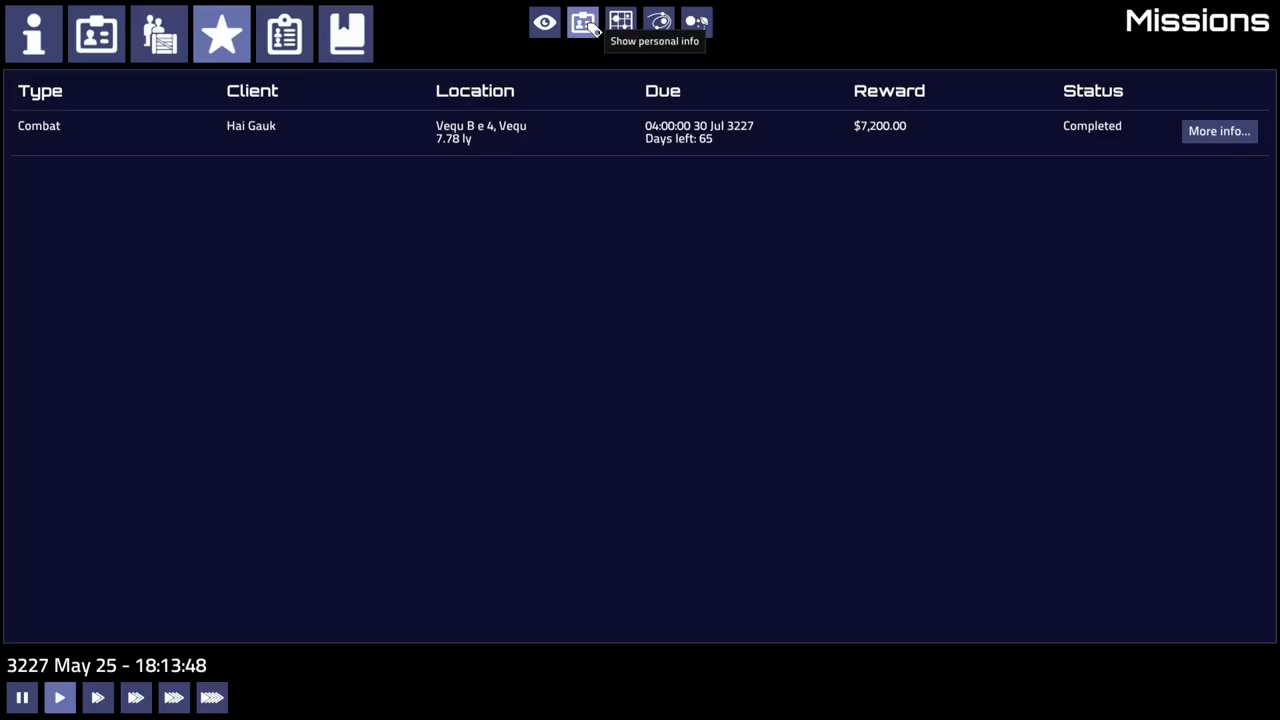 Missions
Show personal info
Type Client Location Due Reward Status
Combat Hai Gauk Vequ B e 4, Vequ 04:00:00 30 Jul 3227 $7,200.00 Completed More info...
7.78 ly Days left: 65
3227 May 25 - 18:13:48